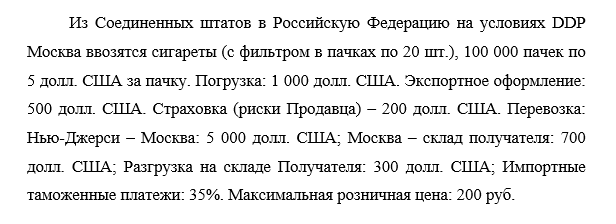 Из Соединенных штатов в Российскую Федерацию на условиях DDP
Москва ввозятся сигареты (с фильтром в пачках по 20 шт.), 100 000 пачек по
5 долл. США за пачку. Погрузка: 1 000 долл. США. Экспортное оформление:
500 долл. США. Страховка (риски Продавца) – 200 долл. США. Перевозка:
Нью-Джерси – Москва: 5 000 долл. США; Москва – склад получателя: 700
долл. США; Разгрузка на складе Получателя: 300 долл. США; Импортные
таможенные платежи: 35%. Максимальная розничная цена: 200 руб.